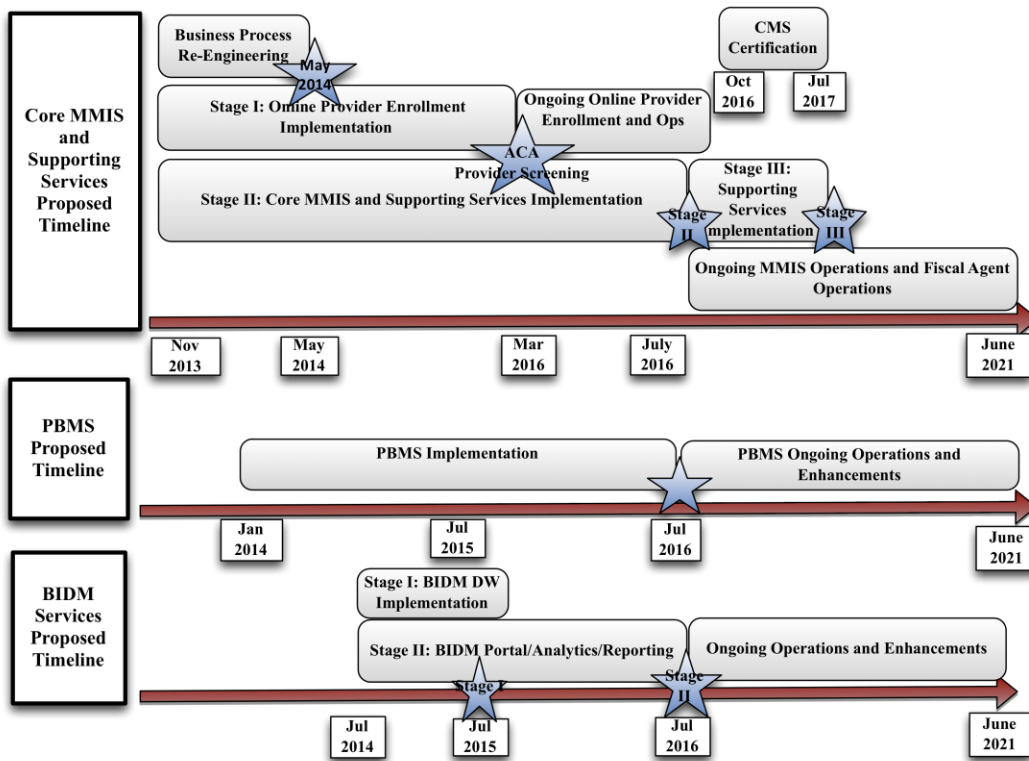 Core MMIS
and
Supporting
Services
Proposed
Timeline
Business Process
Re-Engineering
May
2014
CMS
Certification
Oct
2016
Jul
2017
Stage I: Online Provider Enrollment
Implementation
Ongoing Online Provider
Enrollment and Ops
ACA
Provider Screening
Stage II: Core MMIS and Supporting Services Implementation
Stage III:
Supporting
Services
Implementation
Stage
II
Stage
III
Ongoing MMIS Operations and Fiscal Agent
Operations
Nov
2013
May
2014
Mar
2016
July
2016
June
2021
PBMS
Proposed
Timeline
PBMS Implementation
PBMS Ongoing Operations and
Enhancements
Jan
2014
Jul
2015
Jul
2016
June
2021
BIDM
Services
Proposed
Timeline
Stage I: BIDM DW
Implementation
Stage II: BIDM Portal/Analytics/Reporting
Ongoing Operations and Enhancements
Stage I
Stage
II
Jul
2014
Jul
2015
Jul
2016
June
2021